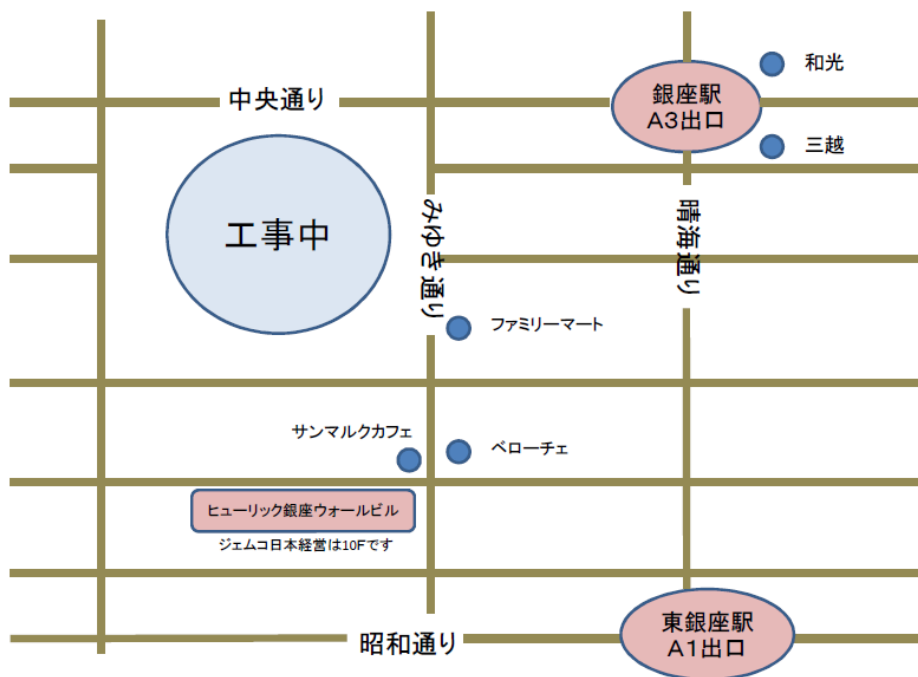 和光
中央通り
銀座駅
A3出口
三越
工事中
みゆき通り
晴海通り
ファミリーマート
サンマルクカフェ
ベローチェ
ヒューリック銀座ウォールビル
ジェムコ日本経営は10Fです
東銀座駅
A1出口
昭和通り